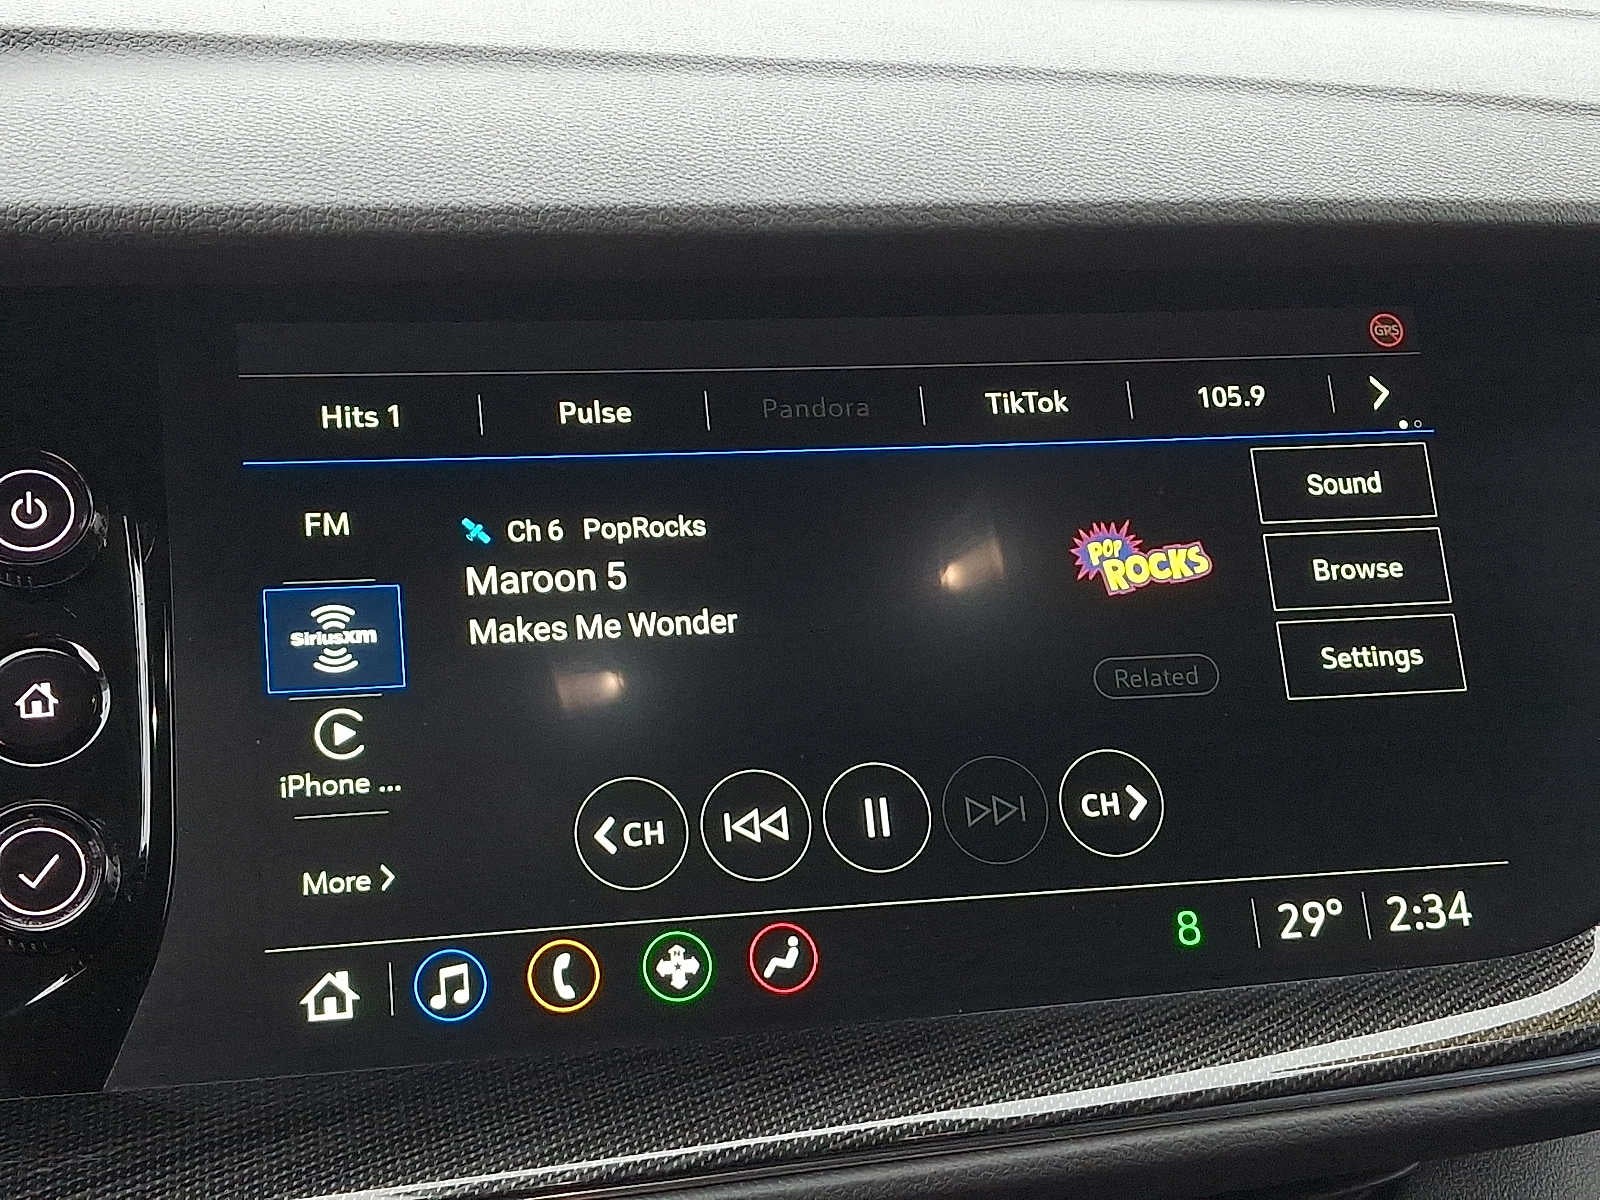 GPS
Hits 1
Pulse
Pandora
TikTok
105.9
Sound
FM
Ch 6 PopRocks
POP
ROCKS
Browse
Maroon 5
SiriusXM
Makes Me Wonder
Settings
Related
iPhone ...
CH
CH
More
8
29°
2:34